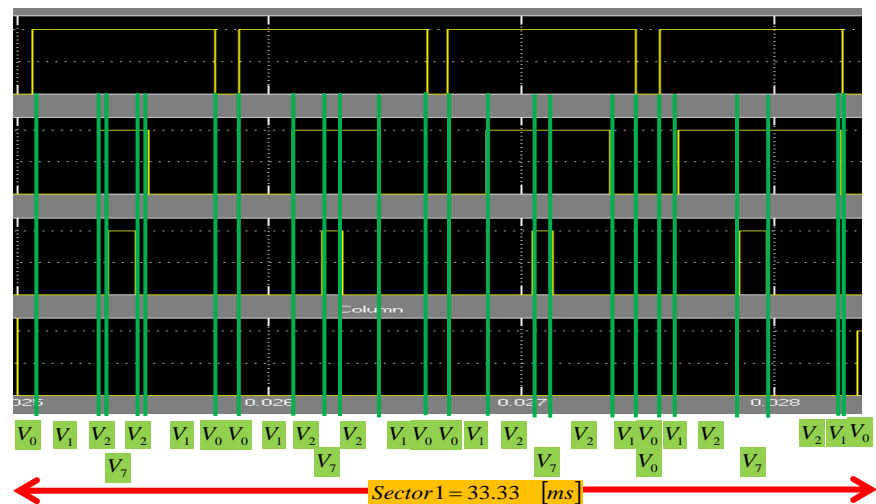 Column
025 0.026 0.027 0.028
V₀ V₁ V₂ V₂ V₁ V₀ V₀ V₁ V₂ V₂ V₁ V₀ V₀ V₁ V₂ V₂ V₁ V₀ V₁ V₂ V₂ V₁ V₀
V₇ V₇ V₇ V₀ V₇
Sector 1 = 33.33 [ms]